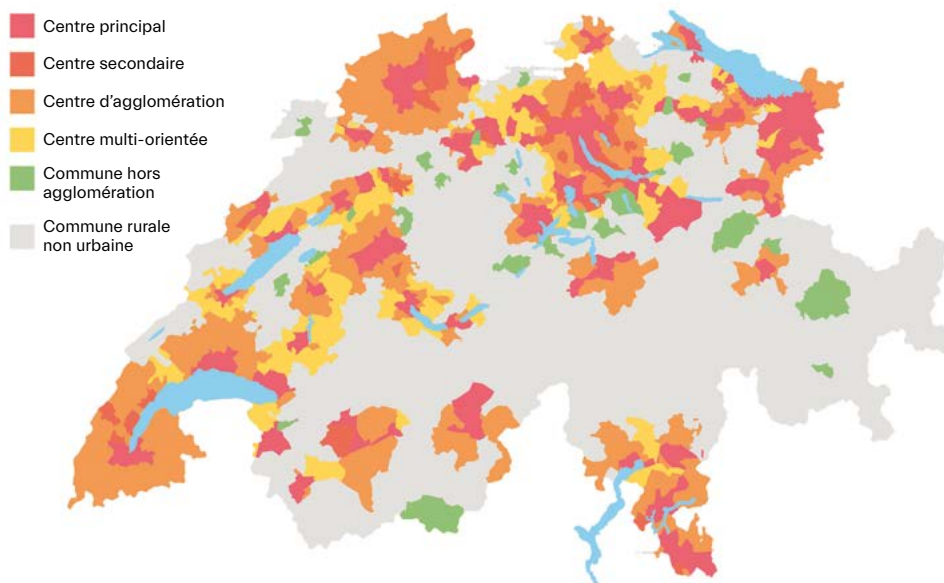 Centre principal
Centre secondaire
Centre d'agglomération
Centre multi-orientée
Commune hors
agglomération
Commune rurale
non urbaine